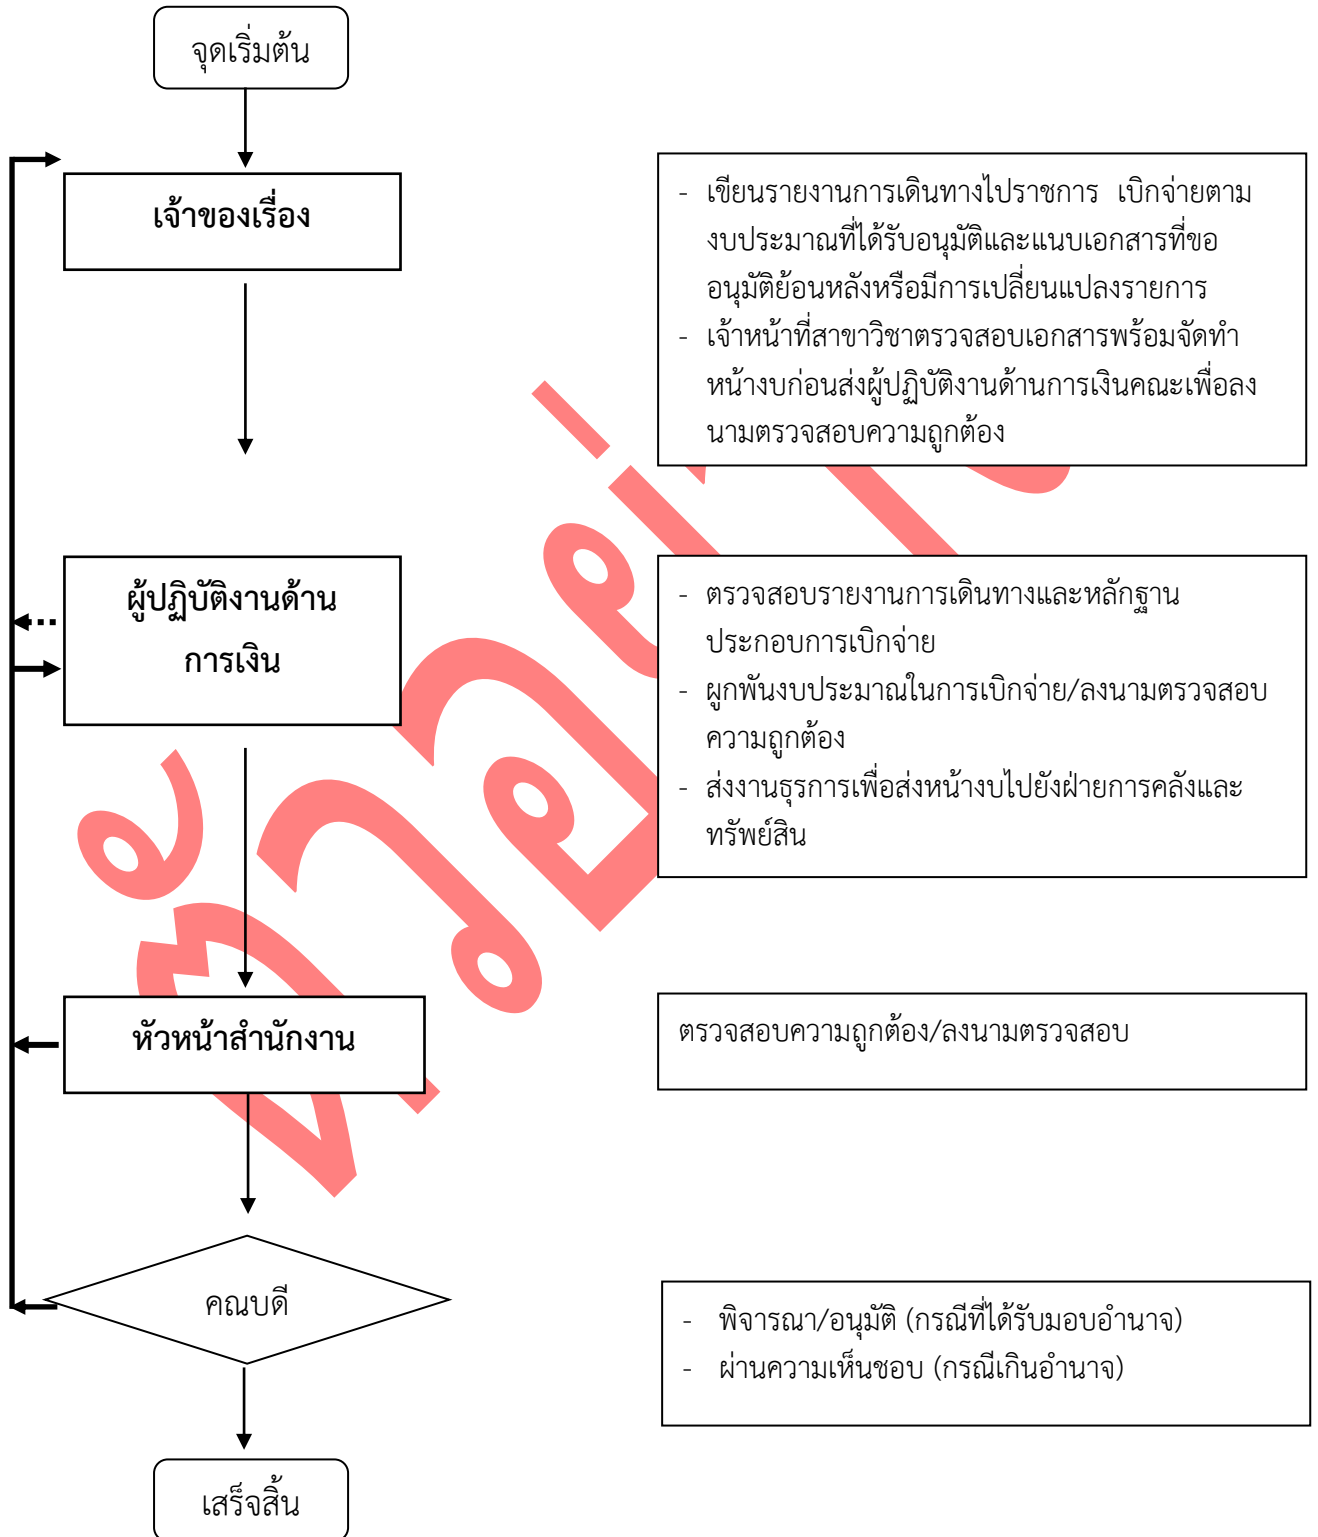 จุดเริ่มต้น
เจ้าของเรื่อง
- เขียนรายงานการเดินทางไปราชการ เบิกจ่ายตาม
งบประมาณที่ได้รับอนุมัติและแนบเอกสารที่ขอ
อนุมัติย้อนหลังหรือมีการเปลี่ยนแปลงรายการ
- เจ้าหน้าที่สาขาวิชาตรวจสอบเอกสารพร้อมจัดทำ
หน้างบก่อนส่งผู้ปฏิบัติงานด้านการเงินคณะเพื่อลง
นามตรวจสอบความถูกต้อง
ผู้ปฏิบัติงานด้าน
การเงิน
- ตรวจสอบรายงานการเดินทางและหลักฐาน
ประกอบการเบิกจ่าย
- ผูกพันงบประมาณในการเบิกจ่าย/ลงนามตรวจสอบ
ความถูกต้อง
- ส่งงานธุรการเพื่อส่งหน้างบไปยังฝ่ายการคลังและ
ทรัพย์สิน
หัวหน้าสำนักงาน
ตรวจสอบความถูกต้อง/ลงนามตรวจสอบ
คณบดี
- พิจารณา/อนุมัติ (กรณีที่ได้รับมอบอำนาจ)
- ผ่านความเห็นชอบ (กรณีเกินอำนาจ)
เสร็จสิ้น